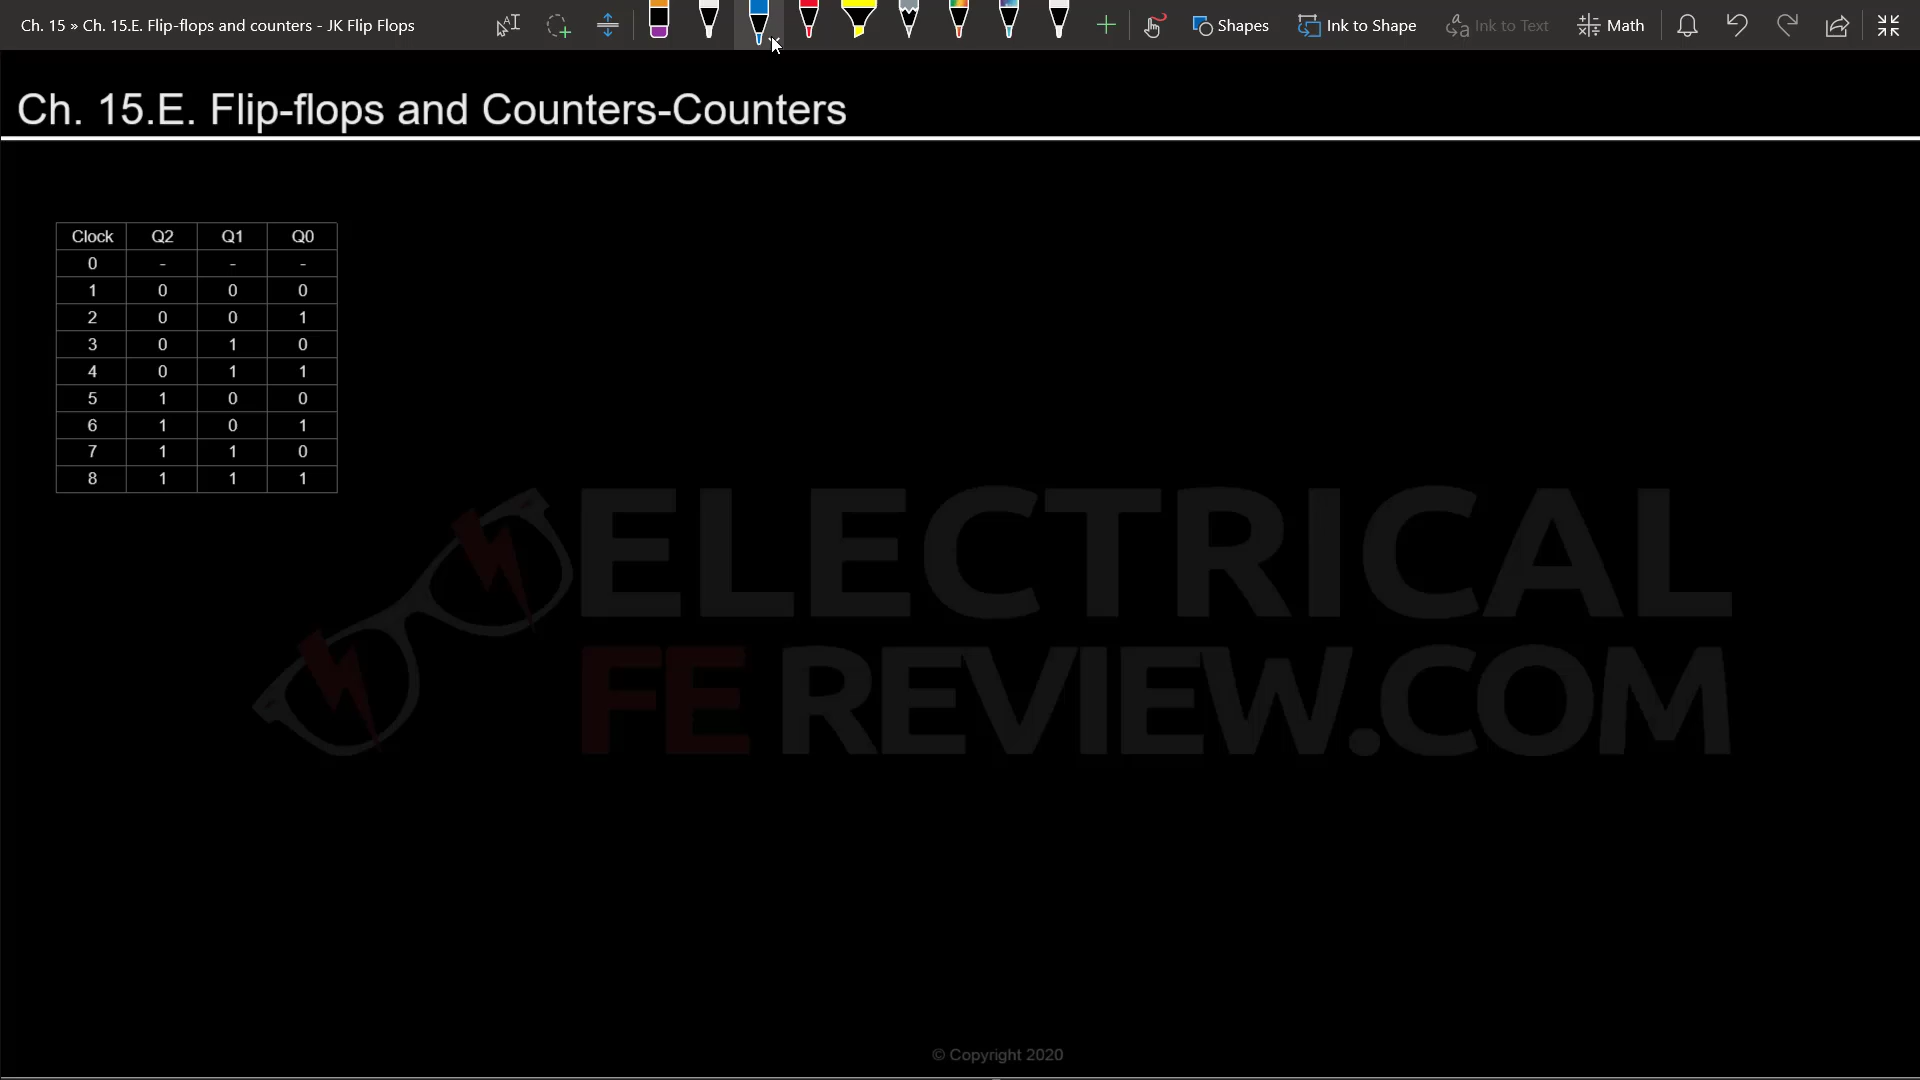 Ch. 15 » Ch. 15.E. Flip-flops and counters - JK Flip Flops
Shapes
Ink to Shape
Ink to Text
Math
Ch. 15.E. Flip-flops and Counters-Counters
Clock Q2 Q1 Q0
0 - - -
1 0 0 0
2 0 0 1
3 0 1 0
4 0 1 1
5 1 0 0
6 1 0 1
7 1 1 0
8 1 1 1
ELECTRICAL
FE REVIEW.COM
© Copyright 2020